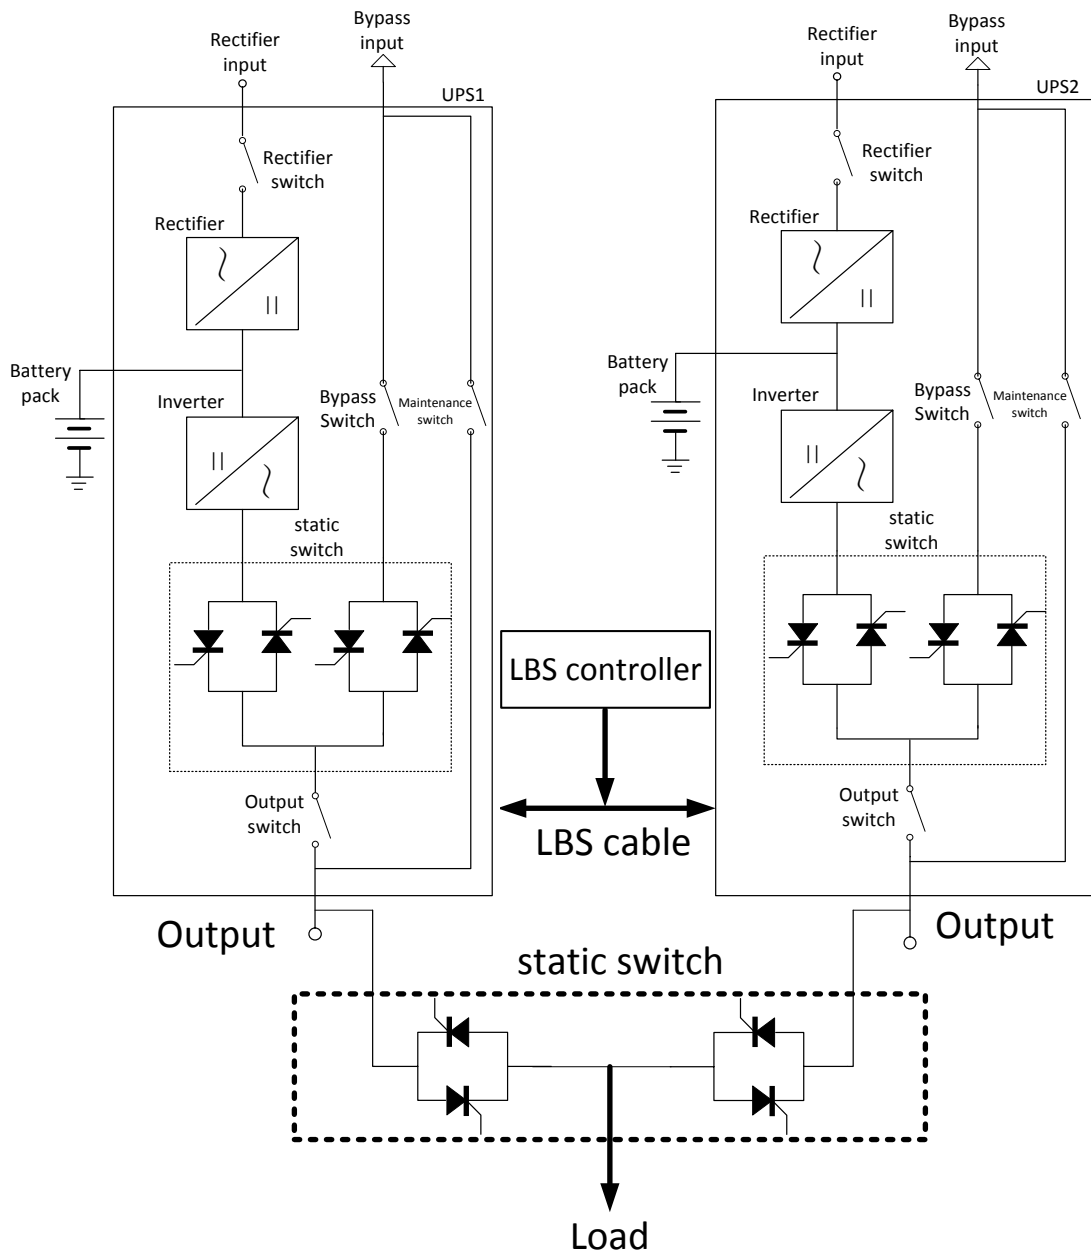 Bypass
input
Rectifier
input
UPS1
Rectifier
switch
Rectifier
Battery
pack
Inverter
Bypass
Switch
Maintenance
switch
static
switch
Output
switch
Output
Bypass
input
Rectifier
input
UPS2
Rectifier
switch
Rectifier
Battery
pack
Inverter
Bypass
Switch
Maintenance
switch
static
switch
Output
switch
Output
LBS controller
LBS cable
static switch
Load